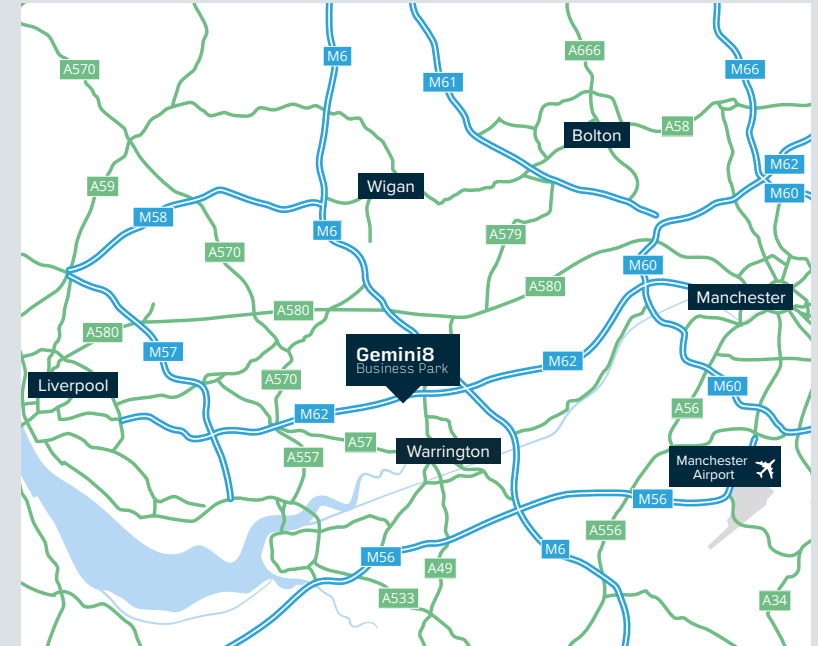 A666
M6
A570
M66
M61
A58
Bolton
M62
Wigan
A59
M60
M58
M6
A579
A570
M60
A580
Manchester
A580
A580
Gemini8
Business Park
M57
M62
A570
Liverpool
M60
A56
M62
A57
Warrington
A557
Manchester
Airport
M56
A556
M6
M56
A49
A533
A34